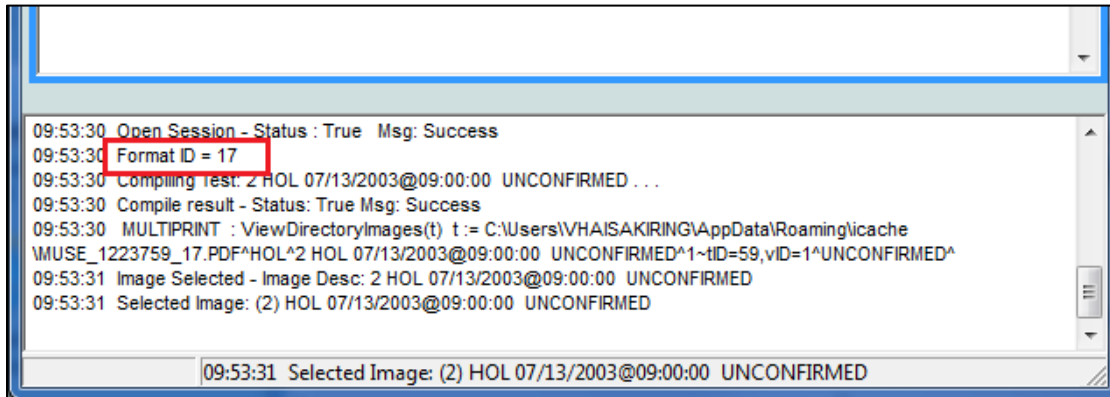 09:53:30 Open Session - Status : True Msg: Success
09:53:30 Format ID = 17
09:53:30 Compiling Test: 2 HOL 07/13/2003@09:00:00 UNCONFIRMED . . .
09:53:30 Compile result - Status: True Msg: Success
09:53:30 MULTIPRINT : ViewDirectoryImages(t) t := C:\Users\VHAISAKIRING\AppData\Roaming\icache
\MUSE_1223759_17.PDF^HOL^2 HOL 07/13/2003@09:00:00 UNCONFIRMED^1~tID=59,vID=1^UNCONFIRMED^
09:53:31 Image Selected - Image Desc: 2 HOL 07/13/2003@09:00:00 UNCONFIRMED
09:53:31 Selected Image: (2) HOL 07/13/2003@09:00:00 UNCONFIRMED
09:53:31 Selected Image: (2) HOL 07/13/2003@09:00:00 UNCONFIRMED